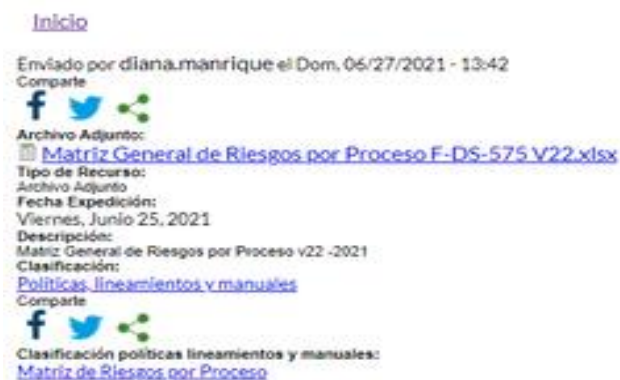 Inicio
Enviado por diana.manrique el Dom, 06/27/2021 - 13:42
Comparte
Archivo Adjunto:
Matriz General de Riesgos por Proceso F-DS-575 V22.xlsx
Tipo de Recurso:
Archivo Adjunto
Fecha Expedición:
Viernes, Junio 25, 2021
Descripción:
Matriz General de Riesgos por Proceso v22 -2021
Clasificación:
Políticas, lineamientos y manuales
Comparte
Clasificación políticas lineamientos y manuales:
Matriz de Riesgos por Proceso